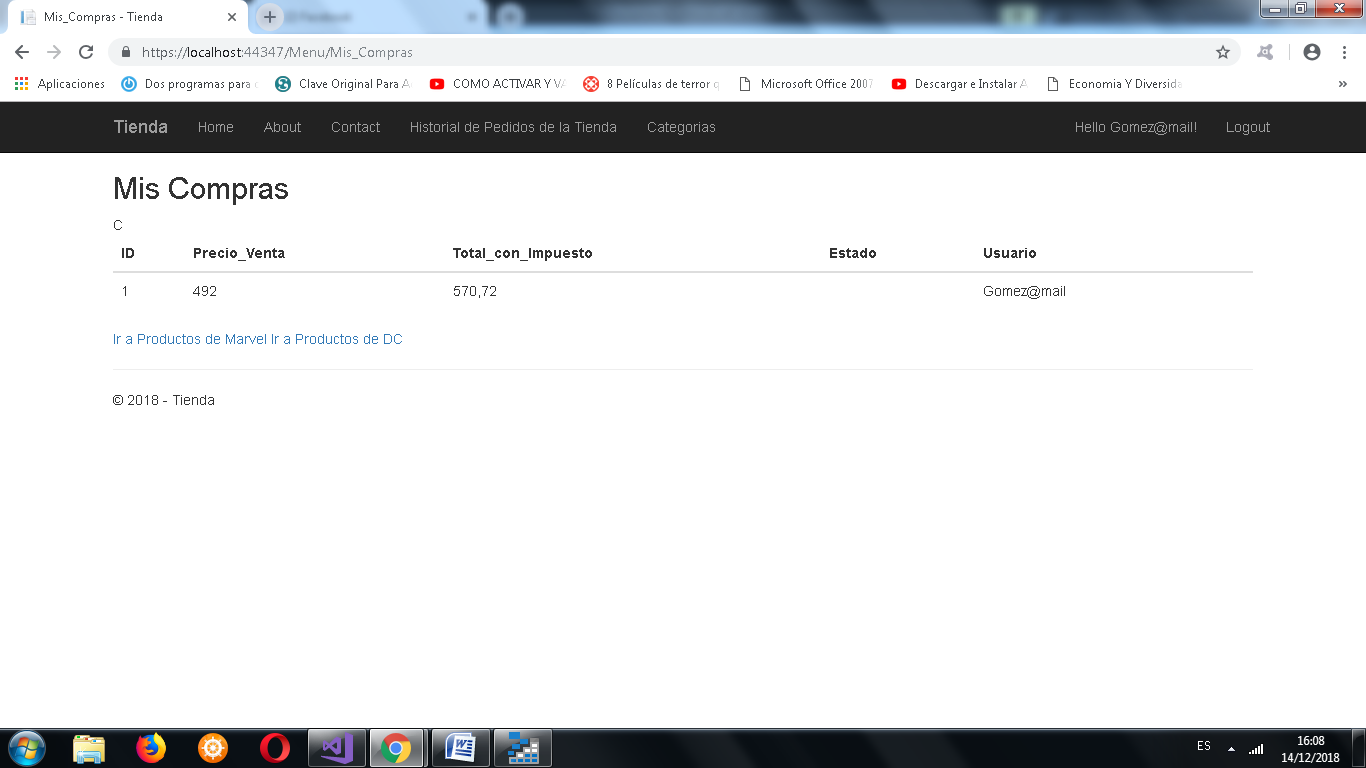 Mis_Compras - Tienda
https://localhost:44347/Menu/Mis_Compras
Aplicaciones Dos programas para Clave Original Para A COMO ACTIVAR Y VA 8 Películas de terror q Microsoft Office 2007 Descargar e Instalar A Economia Y Diversida »
Tienda Home About Contact Historial de Pedidos de la Tienda Categorias Hello Gomez@mail! Logout
Mis Compras
C
ID Precio_Venta Total_con_Impuesto Estado Usuario
1 492 570,72 Gomez@mail
Ir a Productos de Marvel Ir a Productos de DC
© 2018 - Tienda
ES 16:08
14/12/2018